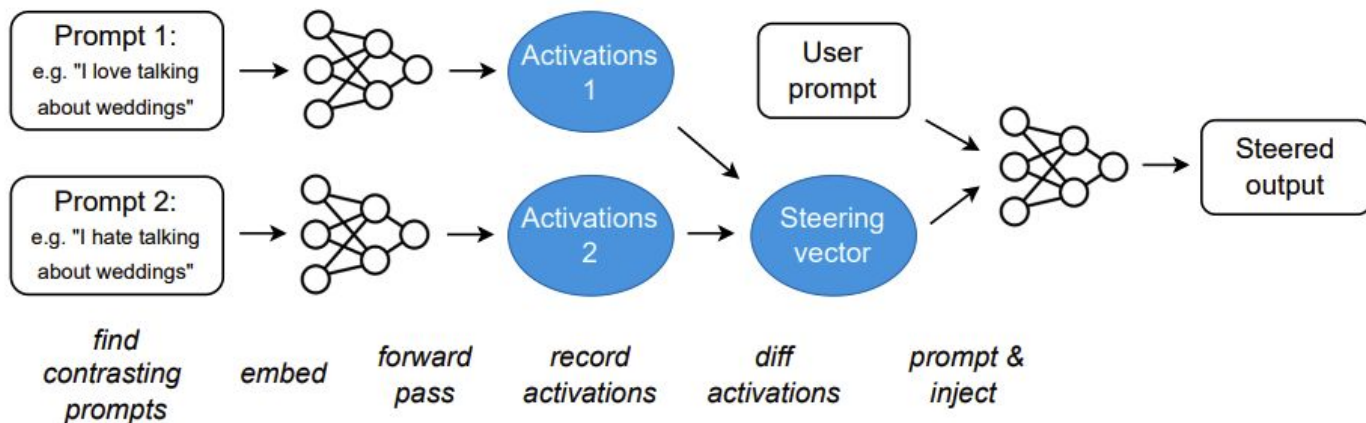 Prompt 1:
e.g. "I love talking
about weddings"
Activations
1
User
prompt
Prompt 2:
e.g. "I hate talking
about weddings"
Activations
2
Steering
vector
Steered
output
find
contrasting
prompts
embed
forward
pass
record
activations
diff
activations
prompt &
inject